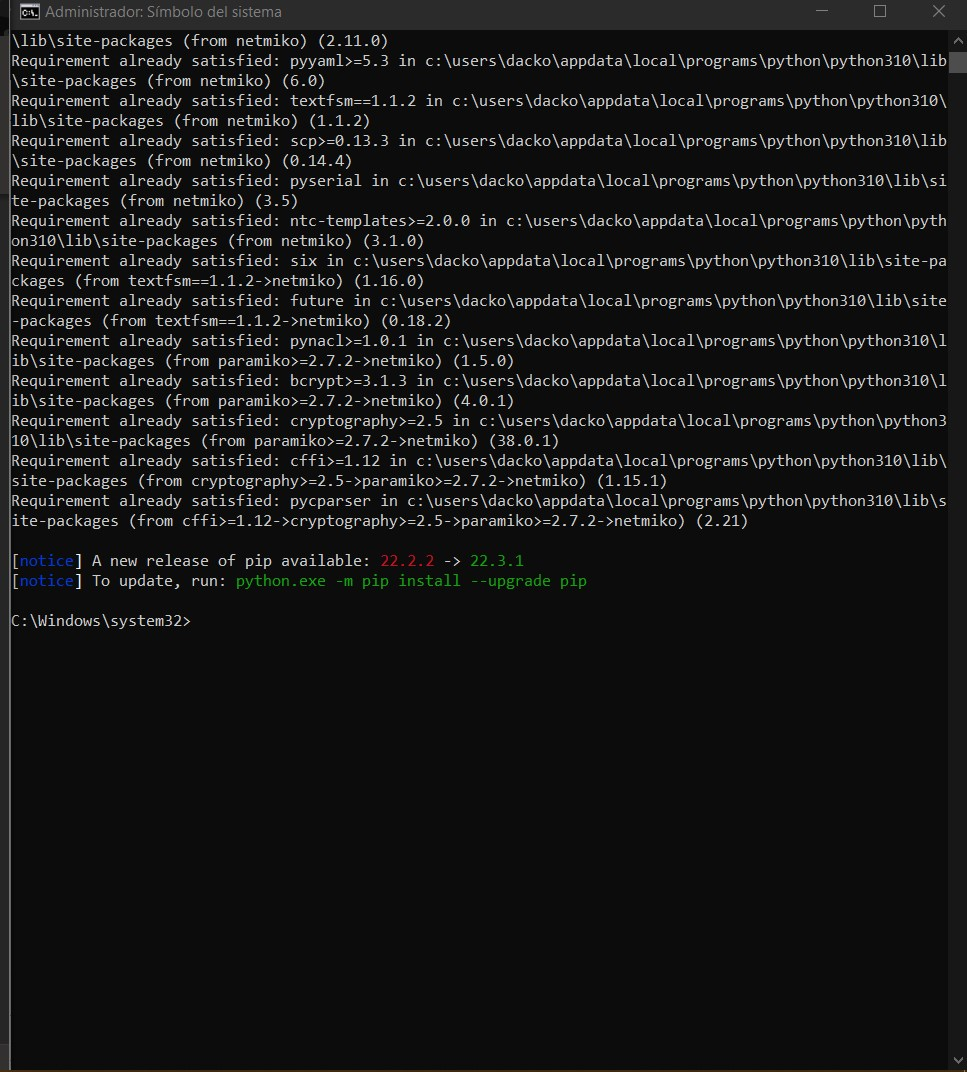 Administrador: Símbolo del sistema
\lib\site-packages (from netmiko) (2.11.0)
Requirement already satisfied: pyyaml>=5.3 in c:\users\dacko\appdata\local\programs\python\python310\lib
\site-packages (from netmiko) (6.0)
Requirement already satisfied: textfsm==1.1.2 in c:\users\dacko\appdata\local\programs\python\python310\
lib\site-packages (from netmiko) (1.1.2)
Requirement already satisfied: scp>=0.13.3 in c:\users\dacko\appdata\local\programs\python\python310\lib
\site-packages (from netmiko) (0.14.4)
Requirement already satisfied: pyserial in c:\users\dacko\appdata\local\programs\python\python310\lib\si
te-packages (from netmiko) (3.5)
Requirement already satisfied: ntc-templates>=2.0.0 in c:\users\dacko\appdata\local\programs\python\pyth
on310\lib\site-packages (from netmiko) (3.1.0)
Requirement already satisfied: six in c:\users\dacko\appdata\local\programs\python\python310\lib\site-pa
ckages (from textfsm==1.1.2->netmiko) (1.16.0)
Requirement already satisfied: future in c:\users\dacko\appdata\local\programs\python\python310\lib\site
-packages (from textfsm==1.1.2->netmiko) (0.18.2)
Requirement already satisfied: pynacl>=1.0.1 in c:\users\dacko\appdata\local\programs\python\python310\l
ib\site-packages (from paramiko>=2.7.2->netmiko) (1.5.0)
Requirement already satisfied: bcrypt>=3.1.3 in c:\users\dacko\appdata\local\programs\python\python310\l
ib\site-packages (from paramiko>=2.7.2->netmiko) (4.0.1)
Requirement already satisfied: cryptography>=2.5 in c:\users\dacko\appdata\local\programs\python\python3
10\lib\site-packages (from paramiko>=2.7.2->netmiko) (38.0.1)
Requirement already satisfied: cffi>=1.12 in c:\users\dacko\appdata\local\programs\python\python310\lib\
site-packages (from cryptography>=2.5->paramiko>=2.7.2->netmiko) (1.15.1)
Requirement already satisfied: pycparser in c:\users\dacko\appdata\local\programs\python\python310\lib\s
ite-packages (from cffi>=1.12->cryptography>=2.5->paramiko>=2.7.2->netmiko) (2.21)
[notice] A new release of pip available: 22.2.2 -> 22.3.1
[notice] To update, run: python.exe -m pip install --upgrade pip
C:\Windows\system32>